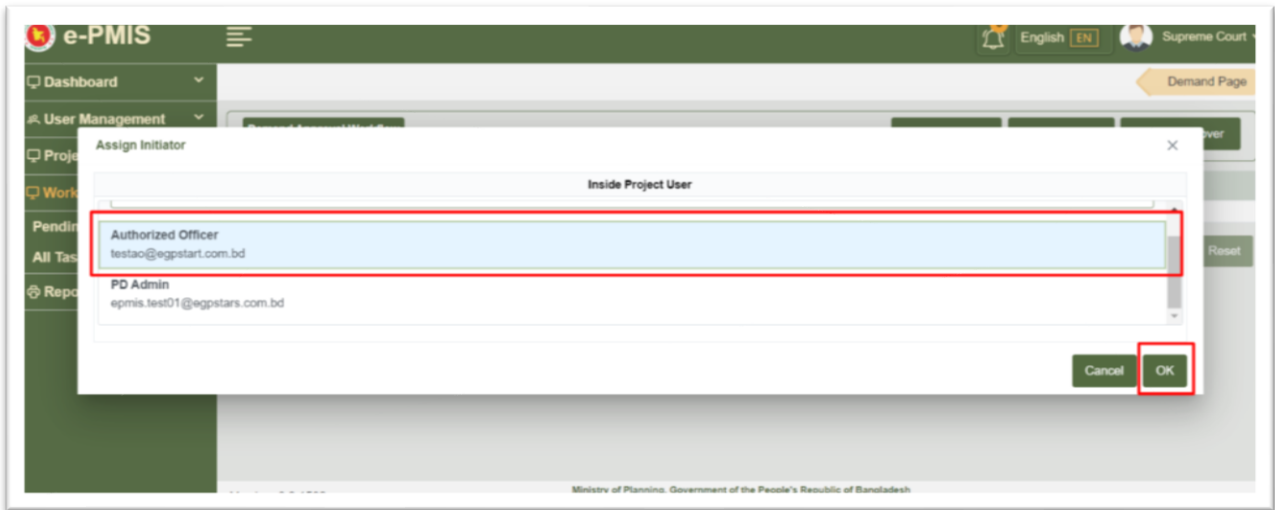 e-PMIS
English EN
Supreme Court
Dashboard
Demand Page
User Management
Assign Initiator
Inside Project User
Authorized Officer
testao@egpstart.com.bd
PD Admin
epmis.test01@egpstars.com.bd
Cancel
OK
Reset
Ministry of Planning, Government of the People's Republic of Bangladesh